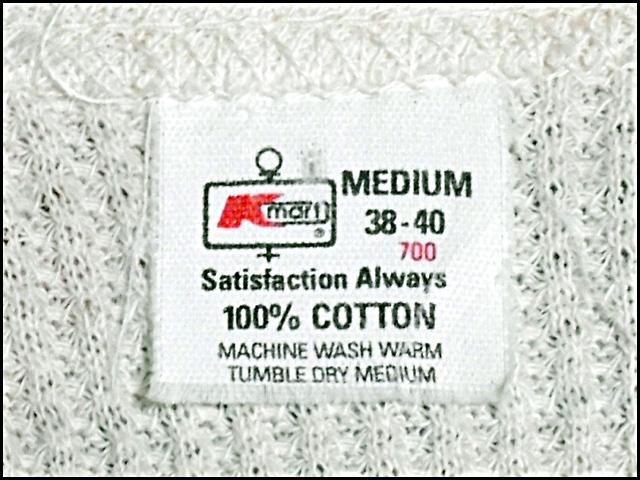 MEDIUM
Kmart®
38-40
700
Satisfaction Always
100% COTTON
MACHINE WASH WARM
TUMBLE DRY MEDIUM